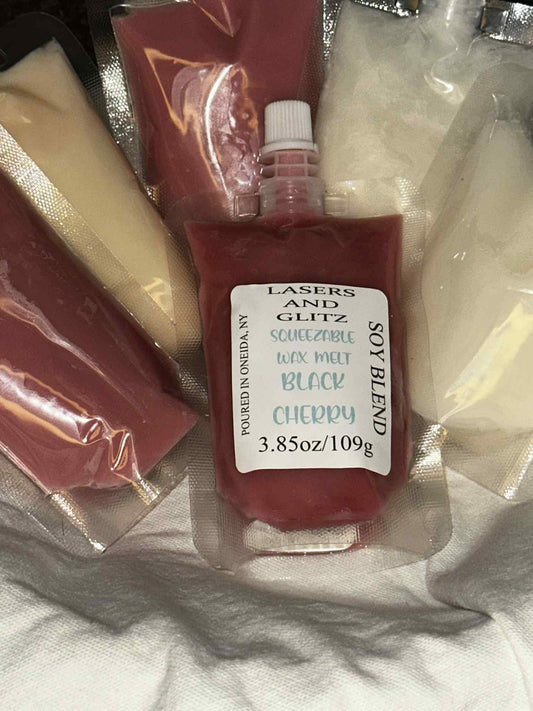 LASERS
AND
GLITZ
SQUEEZABLE
WAX MELT
BLACK
CHERRY
3.85oz/109g
POURED IN ONEIDA, NY
SOY BLEND